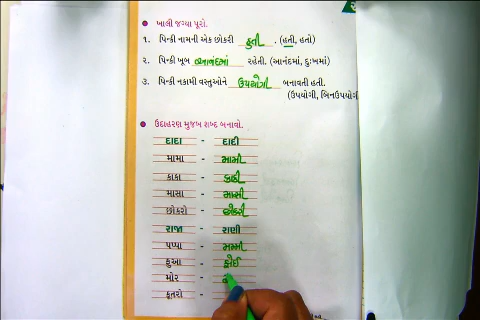 ખાલી જગ્યા પૂરો.
૧. પિન્કી નામની એક છોકરી હતી. (હતી, હતો)
૨. પિન્કી ખૂબ આનંદમાં રહેતી. (આનંદમાં, દુઃખમાં)
૩. પિન્કી નકામી વસ્તુઓને ઉપયોગી બનાવતી હતી.
(ઉપયોગી, બિનઉપયોગી
ઉદાહરણ મુજબ શબ્દ બનાવો.
દાદા - દાદી
મામા - મામી
કાકા - કાકી
માસા - માસી
છોકરો - છોકરી
રાજા - રાણી
પપ્પા - મમ્મી
ફુઆ - ફોઈ
મોર -
કૂતરો -